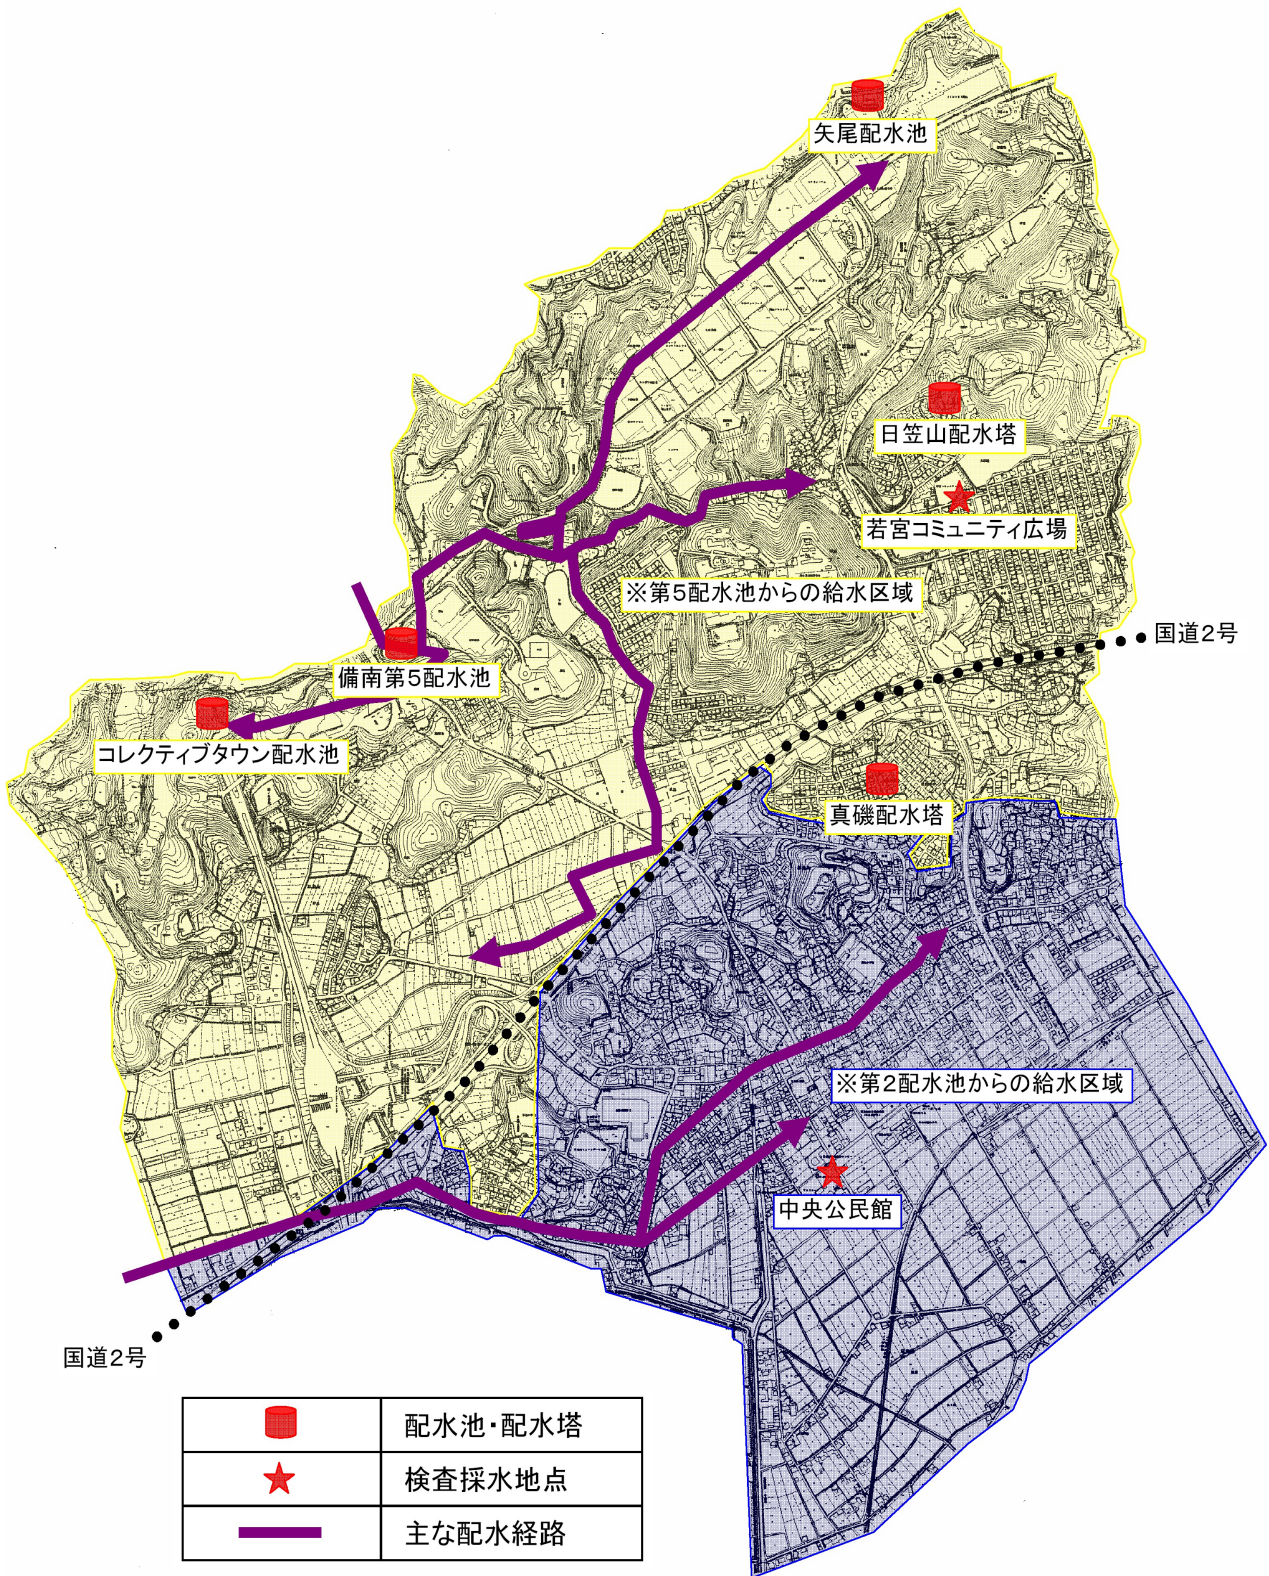 矢尾配水池
日笠山配水塔
若宮コミュニティ広場
※第5配水池からの給水区域
国道2号
備南第5配水池
コレクティブタウン配水池
真磯配水塔
※第2配水池からの給水区域
中央公民館
国道2号
配水池・配水塔
検査採水地点
主な配水経路